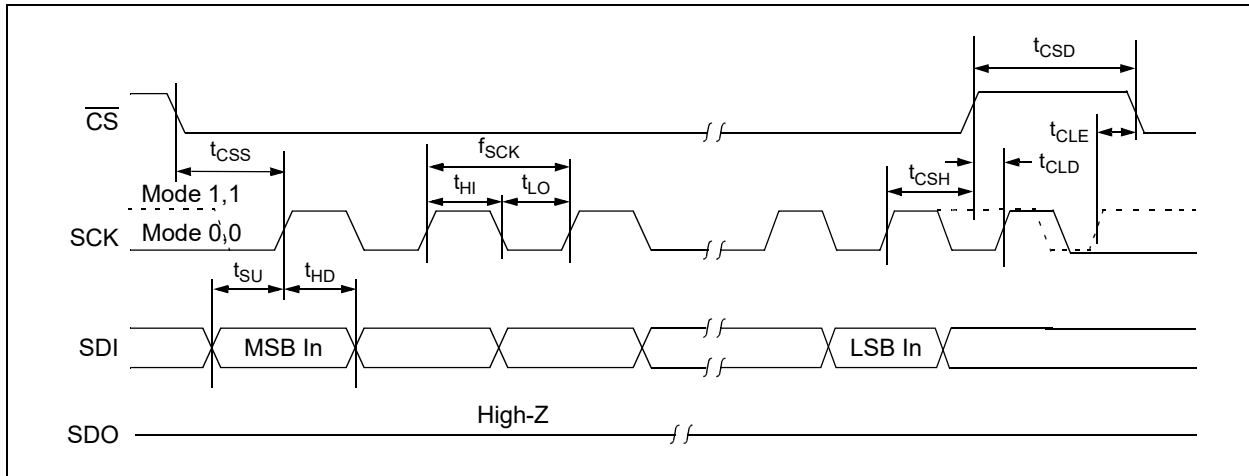 tCSD
CS
tCLE
tCSS
fSCK
tCLD
tHI
tLO
tCSH
Mode 1,1
SCK
Mode 0,0
tSU
tHD
SDI
MSB In
LSB In
High-Z
SDO